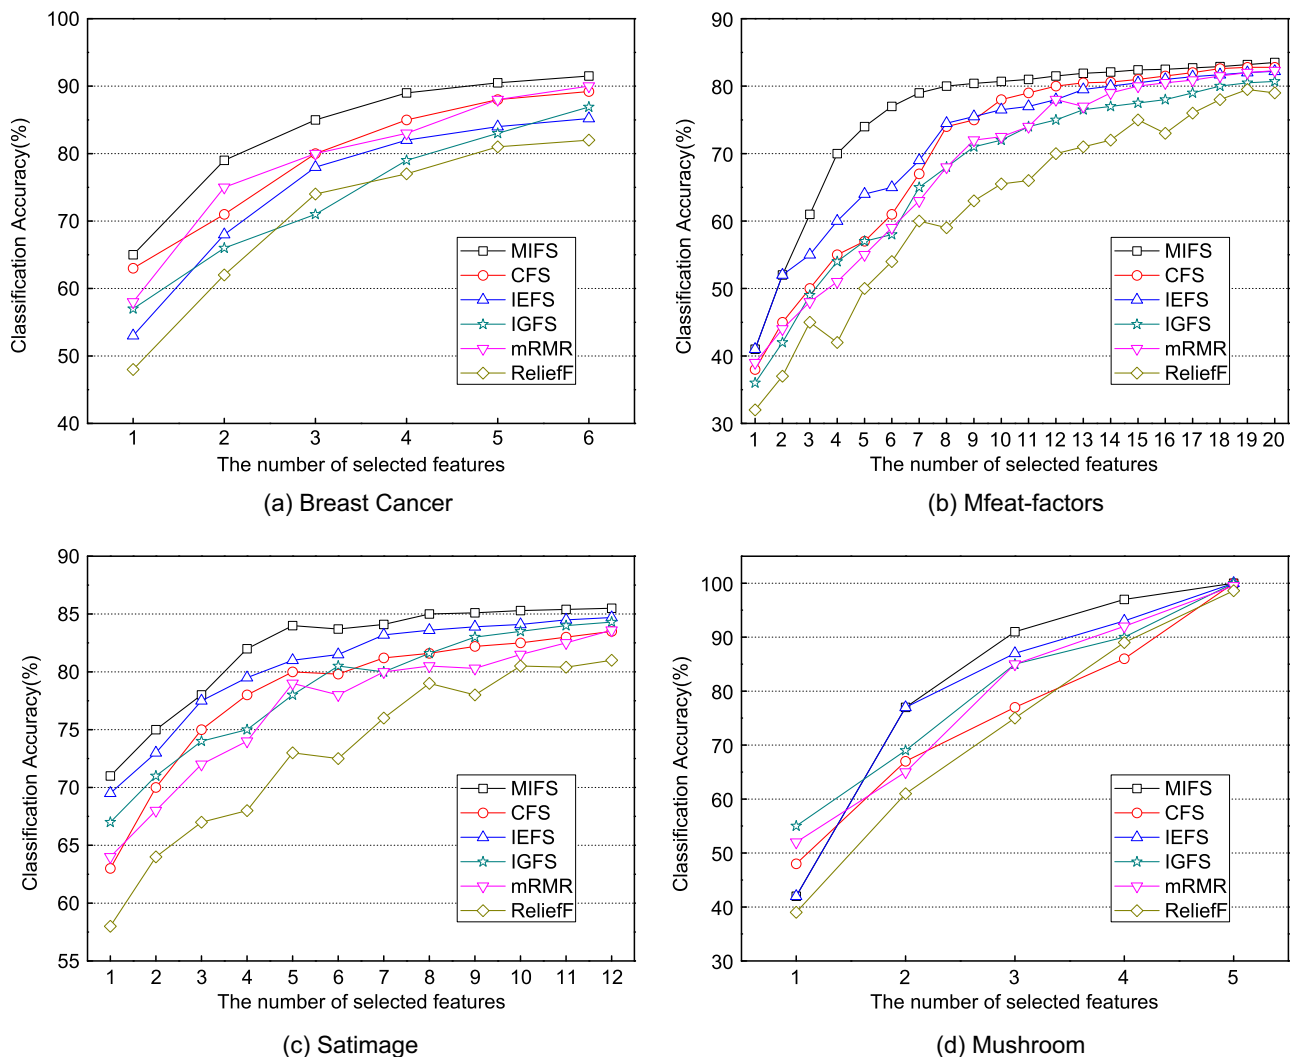 100
90
80
70
60
50
40
Classification Accuracy(%)
MIFS
CFS
IEFS
IGFS
mRMR
ReliefF
1 2 3 4 5 6
The number of selected features
(a) Breast Cancer
90
80
70
60
50
40
30
Classification Accuracy(%)
MIFS
CFS
IEFS
IGFS
mRMR
ReliefF
1 2 3 4 5 6 7 8 9 10 11 12 13 14 15 16 17 18 19 20
The number of selected features
(b) Mfeat-factors
90
85
80
75
70
65
60
55
Classification Accuracy(%)
MIFS
CFS
IEFS
IGFS
mRMR
ReliefF
1 2 3 4 5 6 7 8 9 10 11 12
The number of selected features
(c) Satimage
100
90
80
70
60
50
40
30
Classification Accuracy(%)
MIFS
CFS
IEFS
IGFS
mRMR
ReliefF
1 2 3 4 5
The number of selected features
(d) Mushroom